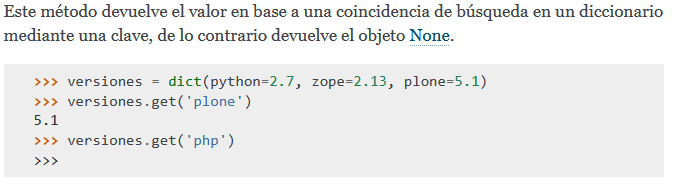 Este método devuelve el valor en base a una coincidencia de búsqueda en un diccionario
mediante una clave, de lo contrario devuelve el objeto None.
>>> versiones = dict(python=2.7, zope=2.13, plone=5.1)
>>> versiones.get('plone')
5.1
>>> versiones.get('php')
>>>